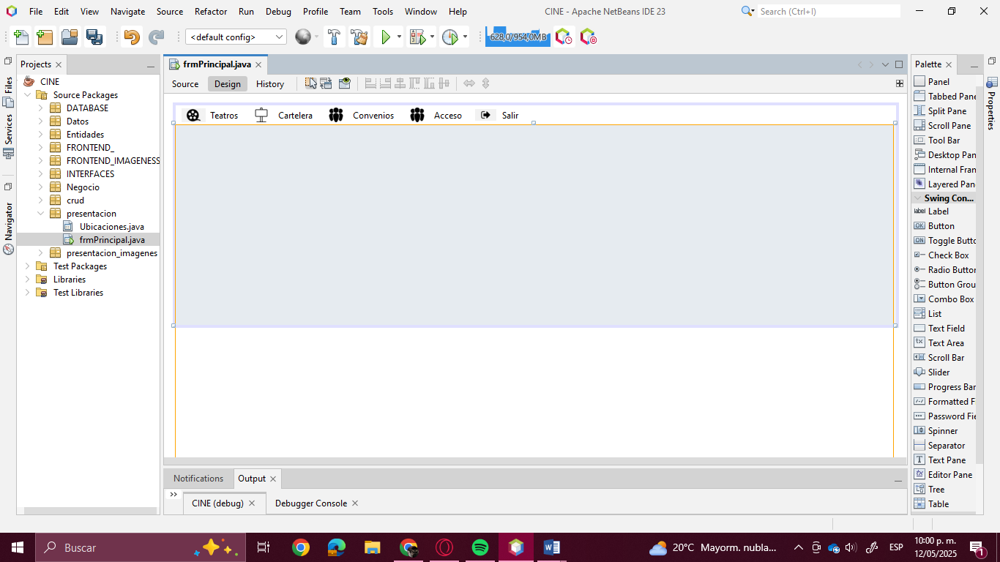 File Edit View Navigate Source Refactor Run Debug Profile Team Tools Window Help
CINE - Apache NetBeans IDE 23
Search (Ctrl+I)
<default config>
628,0/954,0MB
Projects
frmPrincipal.java
Palette
Files
Services
Navigator
CINE
Source Packages
DATABASE
Datos
Entidades
FRONTEND_
FRONTEND_IMAGENESS
INTERFACES
Negocio
crud
presentacion
Ubicaciones.java
frmPrincipal.java
presentacion_imagenes
Test Packages
Libraries
Test Libraries
Source Design History
Teatros Cartelera Convenios Acceso Salir
Panel
Tabbed Pane
Split Pane
Scroll Pane
Tool Bar
Desktop Pan
Internal Fran
Layered Pan
Swing Con...
label Label
OK Button
ON Toggle Butto
Check Box
Radio Button
Button Grou
Combo Box
List
Text Field
Text Area
Scroll Bar
Slider
Progress Bar
Formatted F
Password Fie
Spinner
Separator
T Text Pane
Editor Pane
Tree
Table
Properties
Notifications Output
CINE (debug) Debugger Console
Buscar
20°C Mayorm. nubla...
ESP
10:00 p. m.
12/05/2025
1